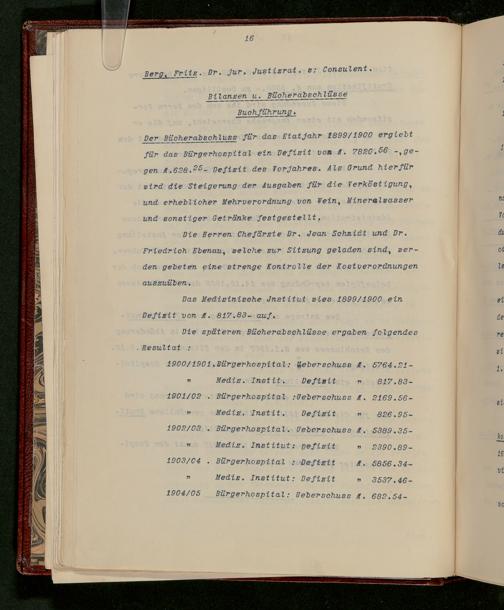 16
Berg, Fritz. Dr. jur. Justizrat. s: Consulent.
Bilanzen u. Bücherabschlüsse
Buchführung.
Der Bücherabschluss für das Etatjahr 1899/1900 ergiebt
für das Bürgerhospital ein Defizit von M. 7820.56 -,ge-
gen M.628.25- Defizit des Vorjahres. Als Grund hierfür
wird die Steigerung der Ausgaben für die Verköstigung,
und erheblicher Mehrverordnung von Wein, Mineralwasser
und sonstiger Getränke festgestellt.
Die Herren Chefärzte Dr. Jean Schmidt und Dr.
Friedrich Ebenau, welche zur Sitzung geladen sind, wer-
den gebeten eine strenge Kontrolle der Kostverordnungen
auszuüben.
Das Medizinische Institut wies 1899/1900 ein
Defizit von M. 817.83- auf.
Die späteren Bücherabschlüsse ergaben folgendes
Resultat :
1900/1901.Bürgerhospital: Ueberschuss M. 5764.21-
" Mediz. Instit. Defizit " 817.83-
1901/02 . Bürgerhospital :Ueberschuss M. 2169.56-
" Mediz. Instit. Defizit " 826.95-
1902/03 . Bürgerhospital. Ueberschuss M. 5389.35-
" Mediz. Institut: Defizit " 2390.89-
1903/04 . Bürgerhospital : Defizit M. 5856.34-
" Mediz. Institut: Defizit " 3537.46-
1904/05 Bürgerhospital: Ueberschuss M. 682.54-